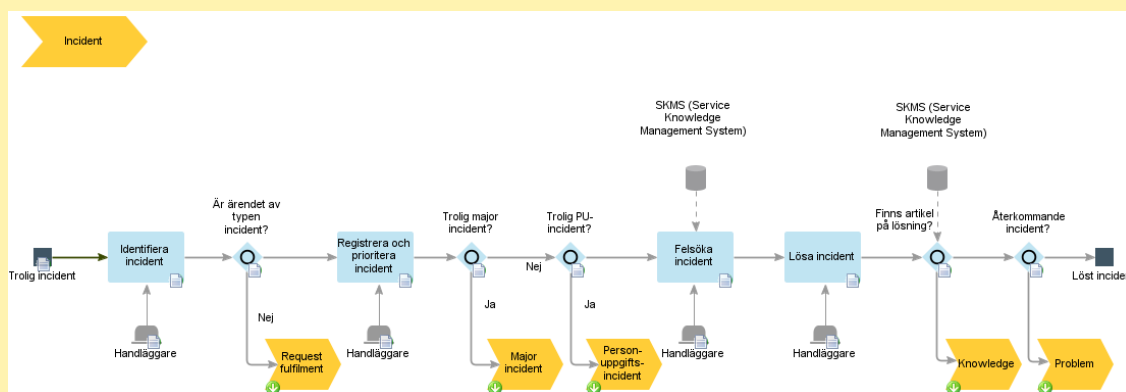 Incident
SKMS (Service
Knowledge
Management System)
SKMS (Service
Knowledge
Management System)
Är ärendet av
typen
incident?
Trolig major
incident?
Trolig PU-
incident?
Finns artikel
på lösning?
Återkommande
incident?
Trolig incident
Identifiera
incident
Registrera och
prioritera
incident
Nej
Felsöka
incident
Lösa incident
Löst inciden
Nej
Ja
Ja
Handläggare
Handläggare
Handläggare
Handläggare
Request
fulfilment
Major
incident
Person-
uppgifts-
incident
Knowledge
Problem